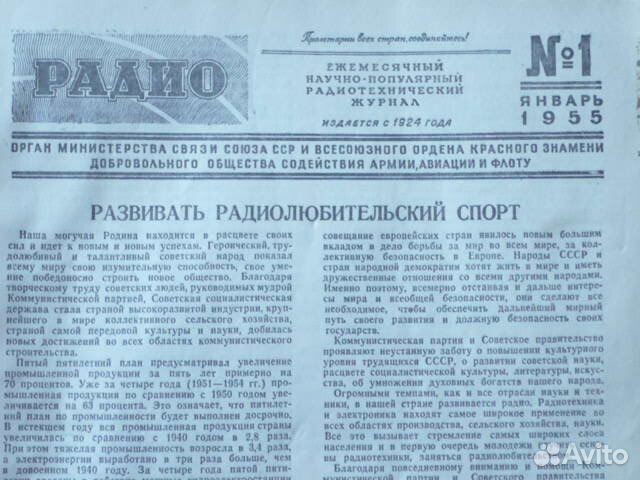 Пролетарии всех стран, соединяйтесь!
РАДИО
ЕЖЕМЕСЯЧНЫЙ
НАУЧНО-ПОПУЛЯРНЫЙ
РАДИОТЕХНИЧЕСКИЙ
ЖУРНАЛ
ИЗДАЕТСЯ С 1924 ГОДА
№1
ЯНВАРЬ
1955
ОРГАН МИНИСТЕРСТВА СВЯЗИ СОЮЗА ССР И ВСЕСОЮЗНОГО ОРДЕНА КРАСНОГО ЗНАМЕНИ
ДОБРОВОЛЬНОГО ОБЩЕСТВА СОДЕЙСТВИЯ АРМИИ, АВИАЦИИ И ФЛОТУ
РАЗВИВАТЬ РАДИОЛЮБИТЕЛЬСКИЙ СПОРТ
Наша могучая Родина находится в расцвете своих
сил и идет к новым и новым успехам. Героический, тру-
долюбивый и талантливый советский народ показал
всему миру свою изумительную способность, свое уме-
ние победоносно строить новое общество. Благодаря
творческому труду советских людей, руководимых мудрой
Коммунистической партией, Советская социалистическая
держава стала страной высокоразвитой индустрии, круп-
нейшего в мире коллективного сельского хозяйства,
страной самой передовой культуры и науки, добилась
новых достижений во всех областях коммунистического
строительства.
Пятый пятилетний план предусматривал увеличение
промышленной продукции за пять лет примерно на
70 процентов. Уже за четыре года (1951—1954 гг.) про-
мышленная продукция по сравнению с 1950 годом
увеличилась на 63 процента. Это означает, что пятилет-
ний план по промышленности будет выполнен досрочно.
В истекшем году вся промышленная продукция страны
увеличилась по сравнению с 1940 годом в 2,8 раза.
При этом тяжелая промышленность возросла в 3,4 раза,
а электроэнергии выработано в три раза больше, чем
в довоенном 1940 году. За четыре года пятой пяти-
совещание европейских стран явилось новым большим
вкладом в дело борьбы за мир во всем мире, за кол-
лективную безопасность в Европе. Народы СССР и
стран народной демократии хотят жить в мире и иметь
дружественные отношения со всеми другими народами.
Именно поэтому, всемерно отстаивая и дальше интере-
сы мира и всеобщей безопасности, они сделают все
необходимое, чтобы обеспечить дальнейший мирный
путь своего развития и должную безопасность своих
государств.
Коммунистическая партия и Советское правительство
проявляют неустанную заботу о повышении культурного
уровня трудящихся СССР, о развитии советской науки,
расцвете социалистической культуры, литературы, искус-
ства, об умножении духовных богатств нашего народа.
Огромными темпами, как и все отрасли науки и тех-
ники, в нашей стране развивается радио. Радиотехника
и электроника находят самое широкое применение во
всех областях производства, сельского хозяйства, науки.
Все это вызывает стремление самых широких слоев
населения и в первую очередь молодежи
вы радиотехники, заняться радиолюбительс
Благодаря повседневному вниманию и помощи Ком-
мунистической партии и Советского правительства
Avito